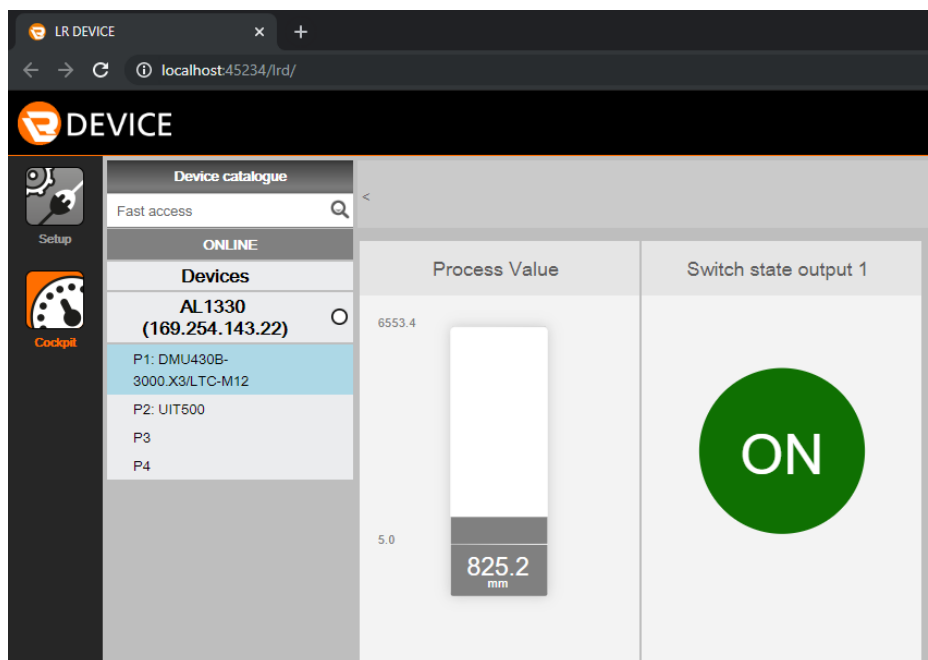 LR DEVICE
localhost:45234/lrd/
DEVICE
Setup
Cockpit
Device catalogue
Fast access
ONLINE
Devices
AL1330
(169.254.143.22)
P1: DMU430B-
3000.X3/LTC-M12
P2: UIT500
P3
P4
<
Process Value
6553.4
5.0
825.2
mm
Switch state output 1
ON